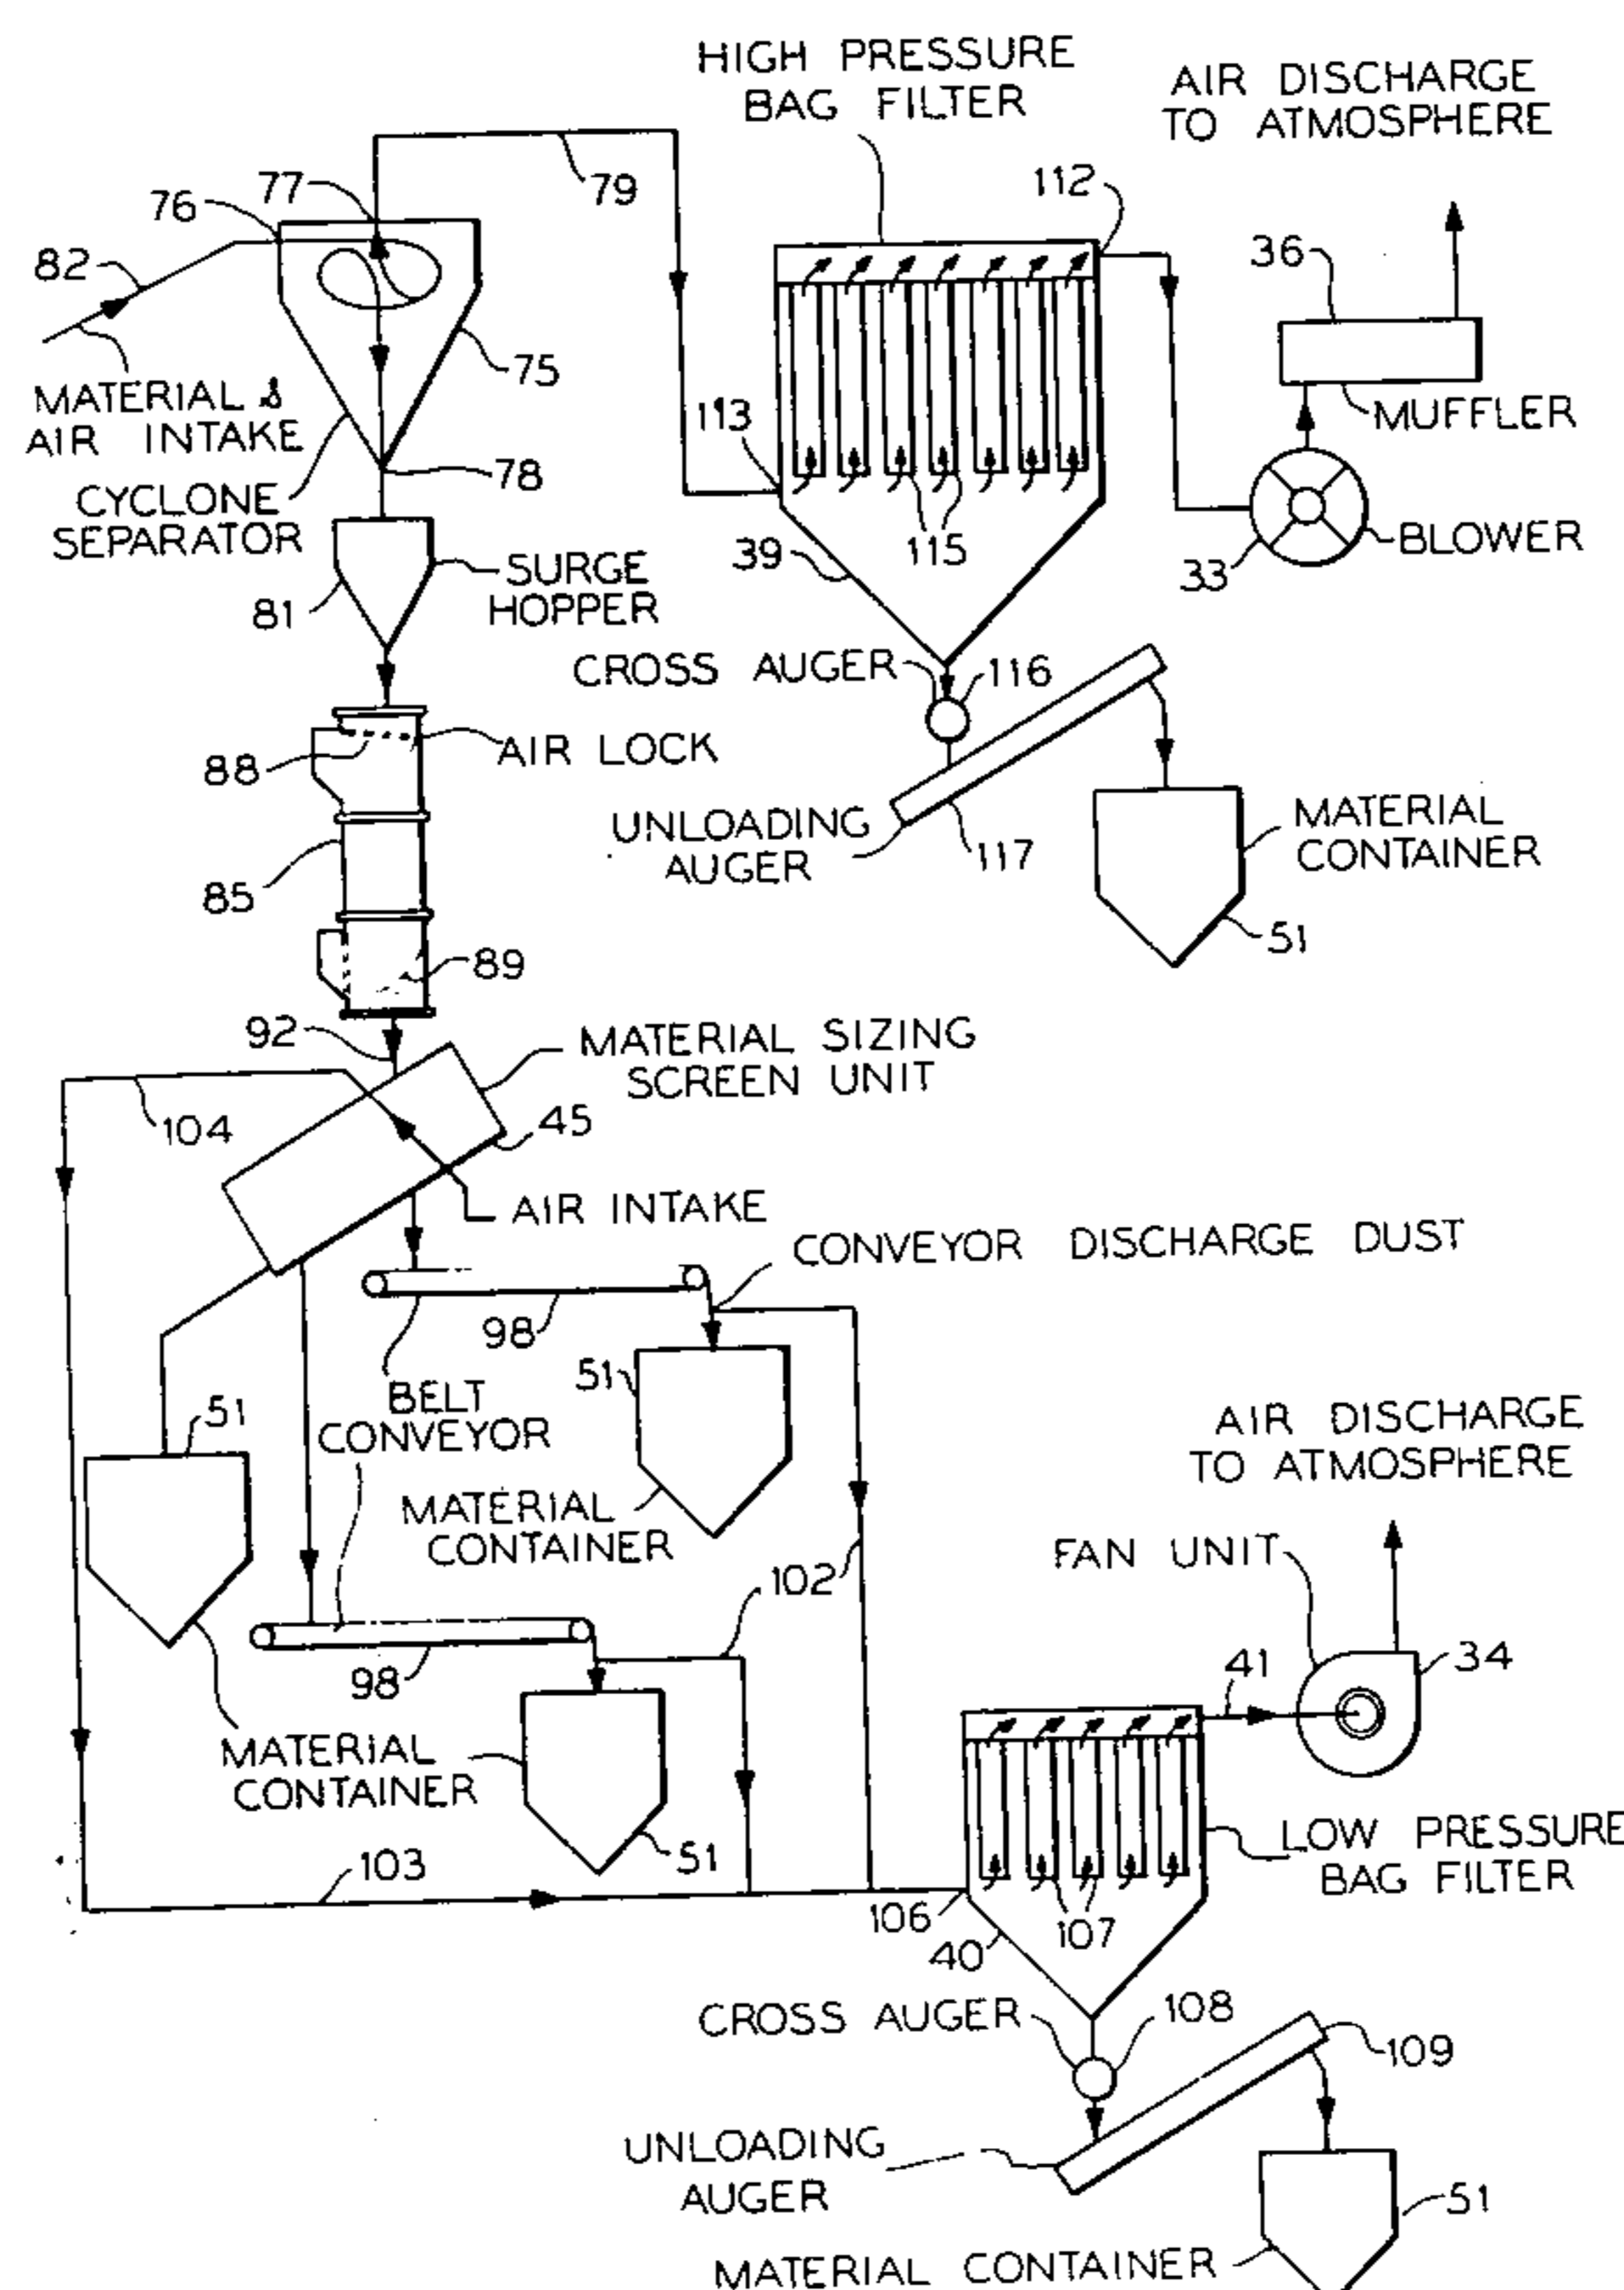 HIGH PRESSURE
BAG FILTER
AIR DISCHARGE
TO ATMOSPHERE
79
77
76
112
82
36
75
MATERIAL &
AIR INTAKE
113
MUFFLER
78
CYCLONE
SEPARATOR
115
39
33
BLOWER
SURGE
HOPPER
81
CROSS AUGER
116
AIR LOCK
88
UNLOADING
AUGER
117
MATERIAL
CONTAINER
85
51
89
92
MATERIAL SIZING
SCREEN UNIT
104
45
AIR INTAKE
CONVEYOR DISCHARGE DUST
98
51
BELT
CONVEYOR
51
AIR DISCHARGE
TO ATMOSPHERE
MATERIAL
CONTAINER
FAN UNIT
102
98
41
34
MATERIAL
CONTAINER
51
LOW PRESSURE
BAG FILTER
103
106
107
40
CROSS AUGER
108
109
UNLOADING
AUGER
51
MATERIAL CONTAINER